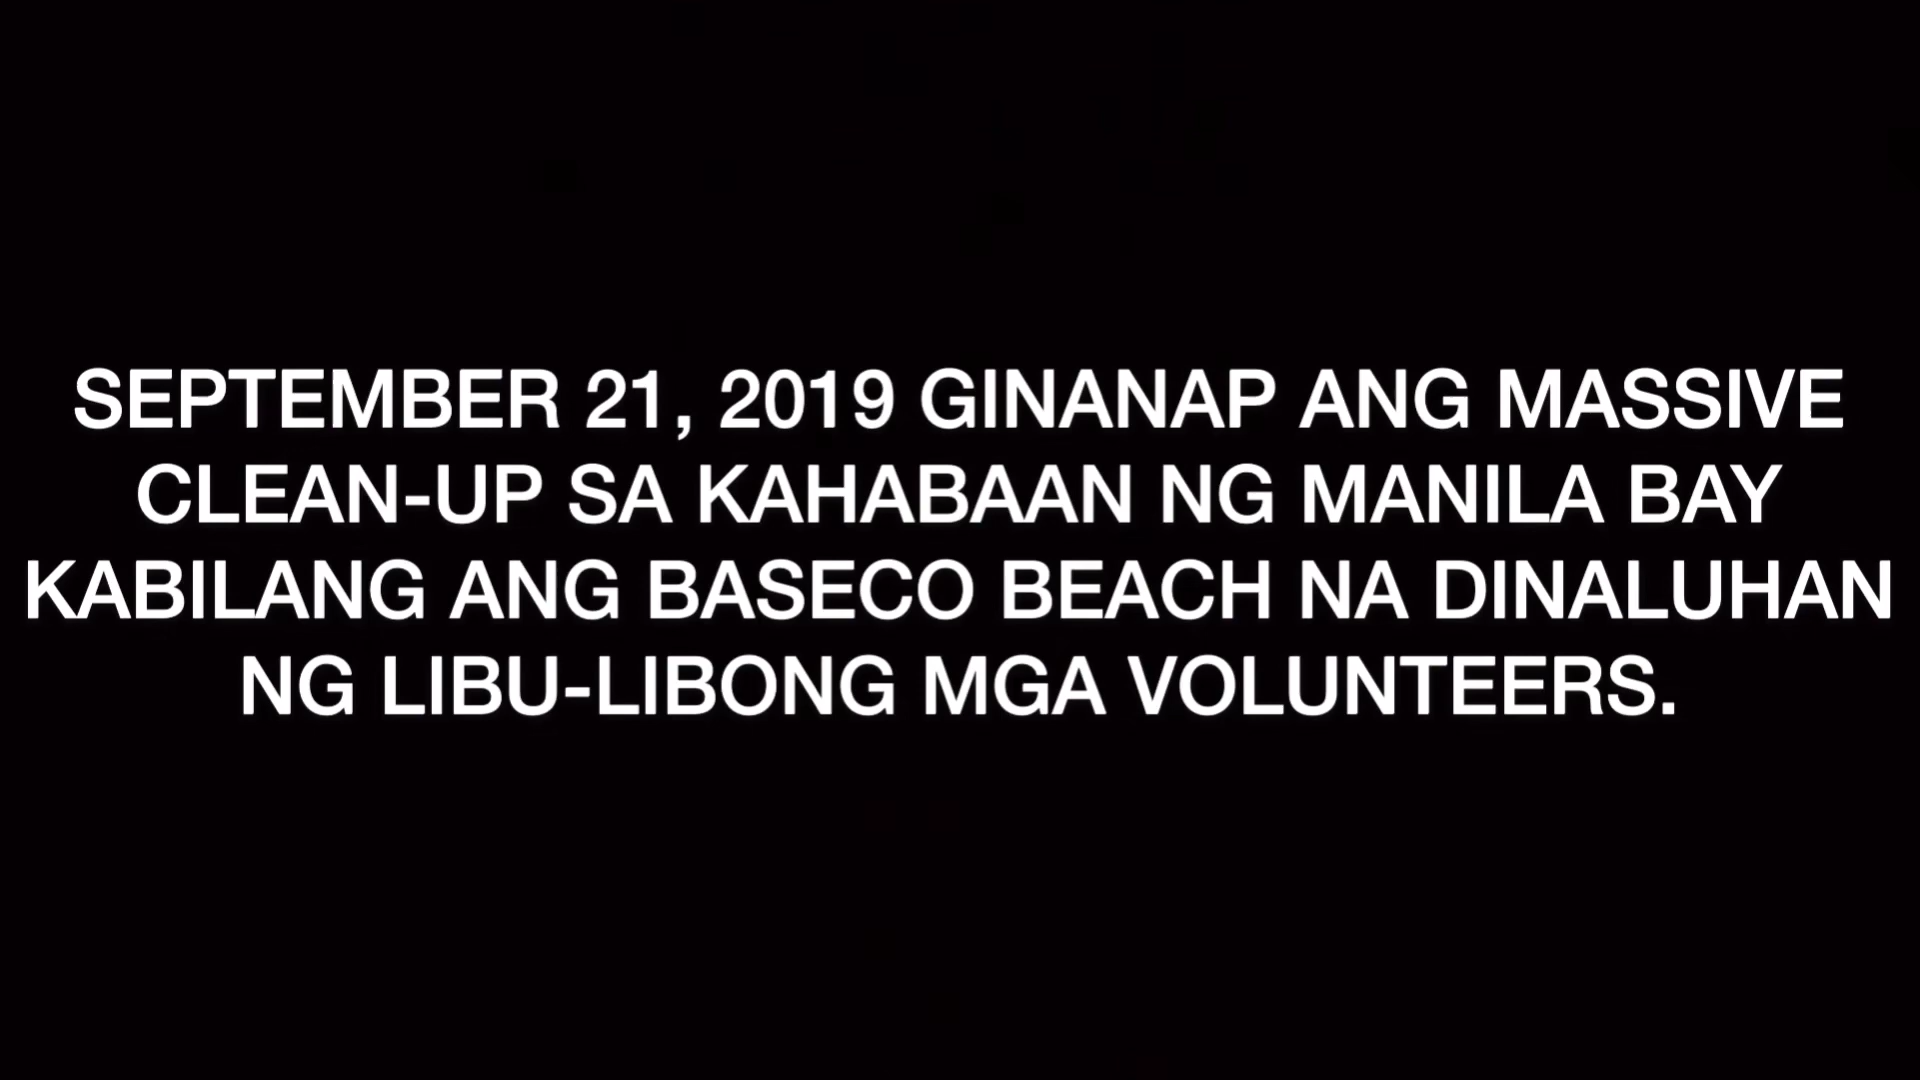 SEPTEMBER 21, 2019 GINANAP ANG MASSIVE
CLEAN-UP SA KAHABAAN NG MANILA BAY
KABILANG ANG BASECO BEACH NA DINALUHAN
NG LIBU-LIBONG MGA VOLUNTEERS.